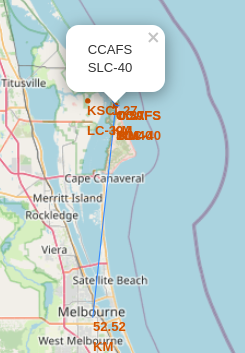 CCAFS
SLC-40
×
Titusville
KSC
LC-39A
Cape Canaveral
Merritt Island
Rockledge
Viera
Satellite Beach
Melbourne
52.52
KM
West Melbourne